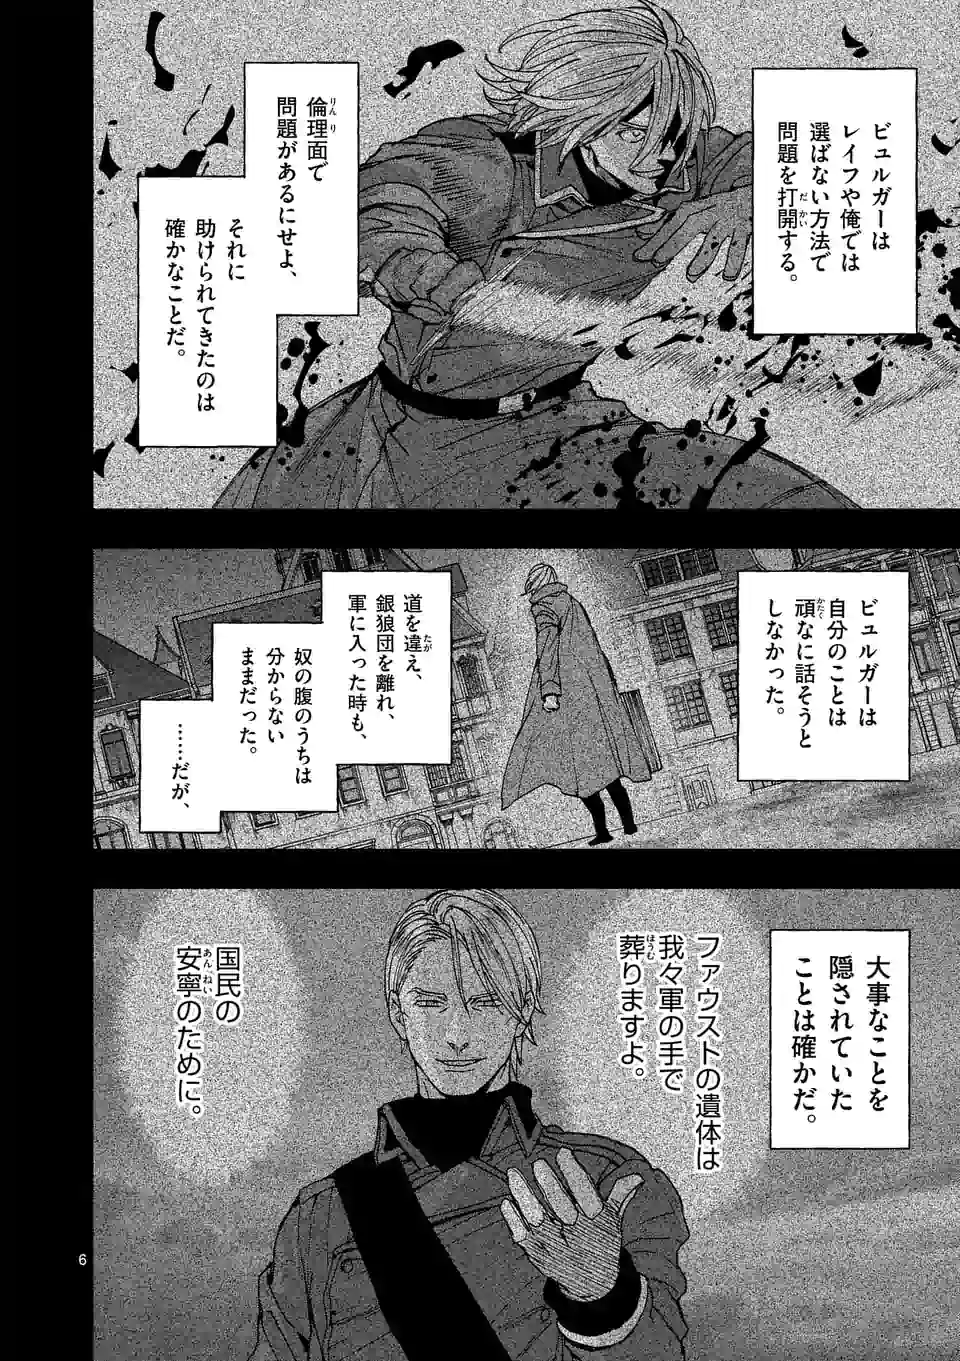 ビュルガーは
レイフや俺では
選ばない方法で
問題を打開する。
倫理面で
問題があるにせよ、
それに
助けられてきたのは
確かなことだ。
ビュルガーは
自分のことは
頑なに話そうと
しなかった。
道を違え、
銀狼団を離れ、
軍に入った時も、
奴の腹のうちは
分からない
ままだった。
……だが、
大事なことを
隠されていた
ことは確かだ。
ファウストの遺体は
我々軍の手で
葬りますよ。
国民の
安寧のために。
6